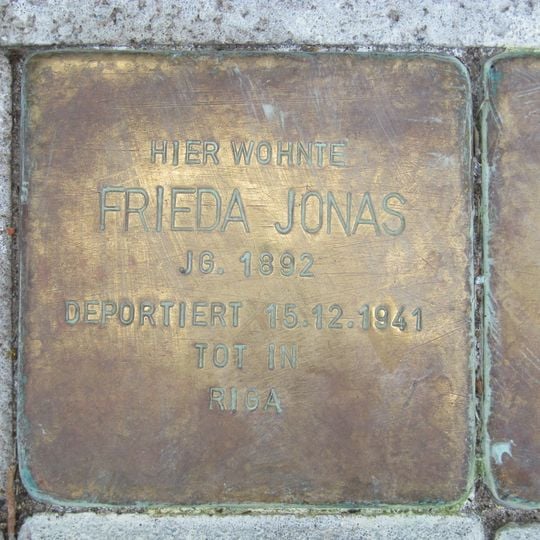 HIER WOHNTE
FRIEDA JONAS
JG. 1892
DEPORTIERT 15.12.1941
TOT IN
RIGA